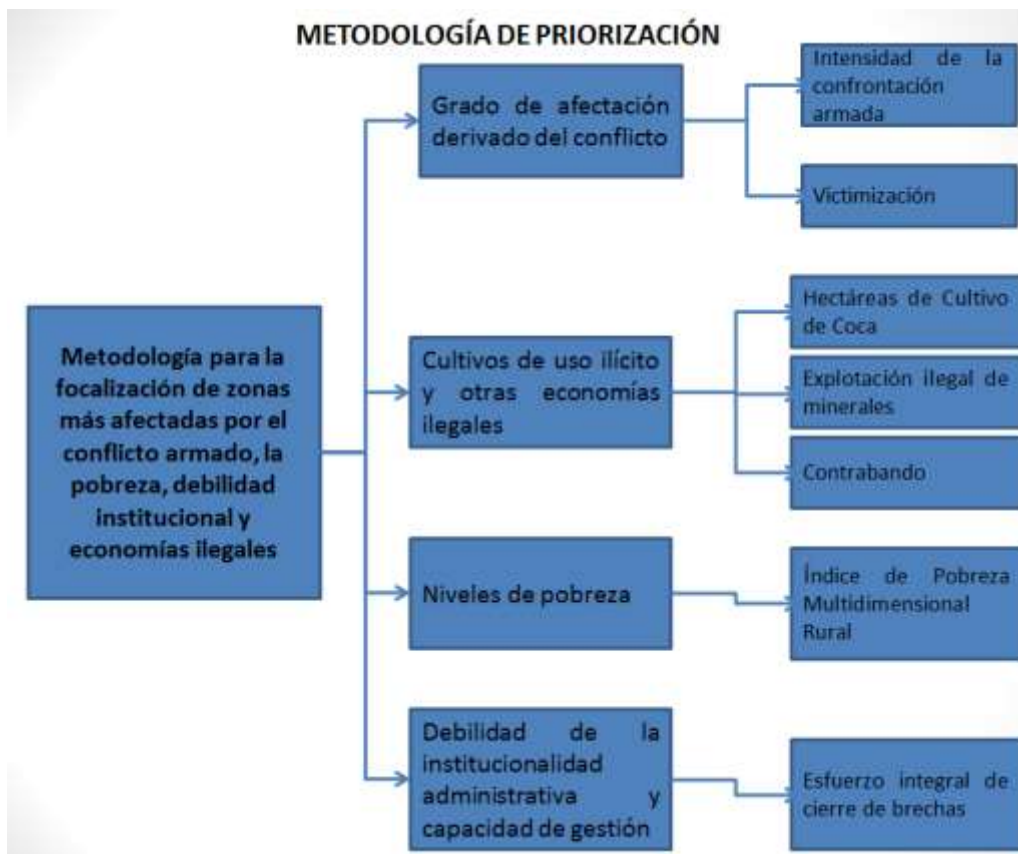 METODOLOGÍA DE PRIORIZACIÓN
Grado de afectación
derivado del conflicto
Intensidad de la
confrontación
armada
Victimización
Metodología para la
focalización de zonas
más afectadas por el
conflicto armado, la
pobreza, debilidad
institucional y
economías ilegales
Cultivos de uso ilícito
y otras economías
ilegales
Hectáreas de Cultivo
de Coca
Explotación ilegal de
minerales
Contrabando
Niveles de pobreza
Índice de Pobreza
Multidimensional
Rural
Debilidad de la
institucionalidad
administrativa y
capacidad de gestión
Esfuerzo integral de
cierre de brechas